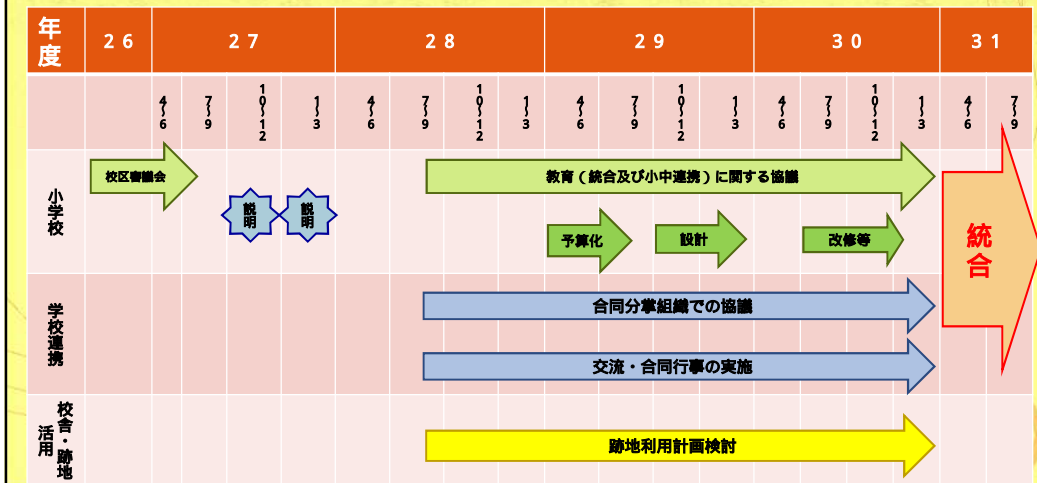 年度
26
27
28
29
30
31
4~6
7~9
10~12
1~3
4~6
7~9
10~12
1~3
4~6
7~9
10~12
1~3
4~6
7~9
10~12
1~3
4~6
7~9
小学校
校区審議会
説明
説明
教育(統合及び小中連携)に関する協議
予算化
設計
改修等
統合
学校連携
合同分掌組織での協議
交流・合同行事の実施
校舎・跡地
活用
跡地利用計画検討